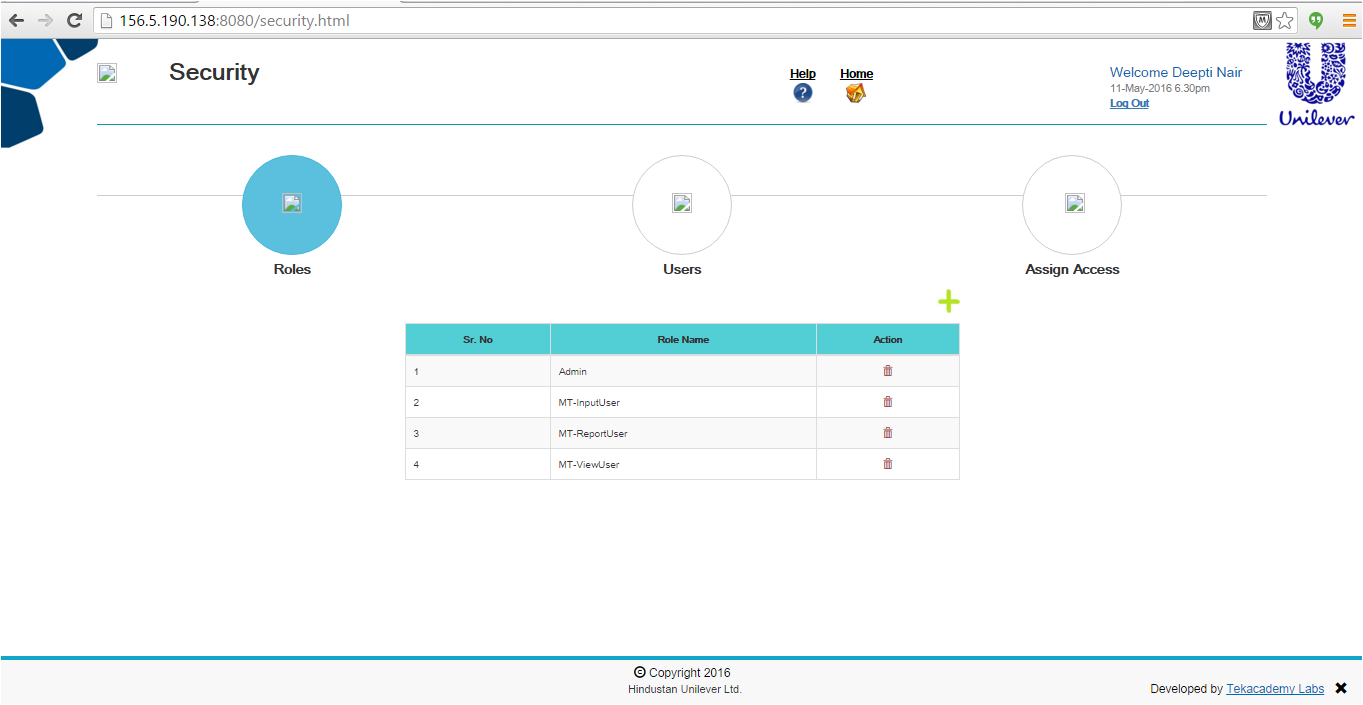 156.5.190.138:8080/security.html
Security
Help
Home
Welcome Deepti Nair
11-May-2016 6.30pm
Log Out
Unilever
Roles
Users
Assign Access
Sr. No Role Name Action
1 Admin
2 MT-InputUser
3 MT-ReportUser
4 MT-ViewUser
© Copyright 2016
Hindustan Unilever Ltd.
Developed by Tekacademy Labs